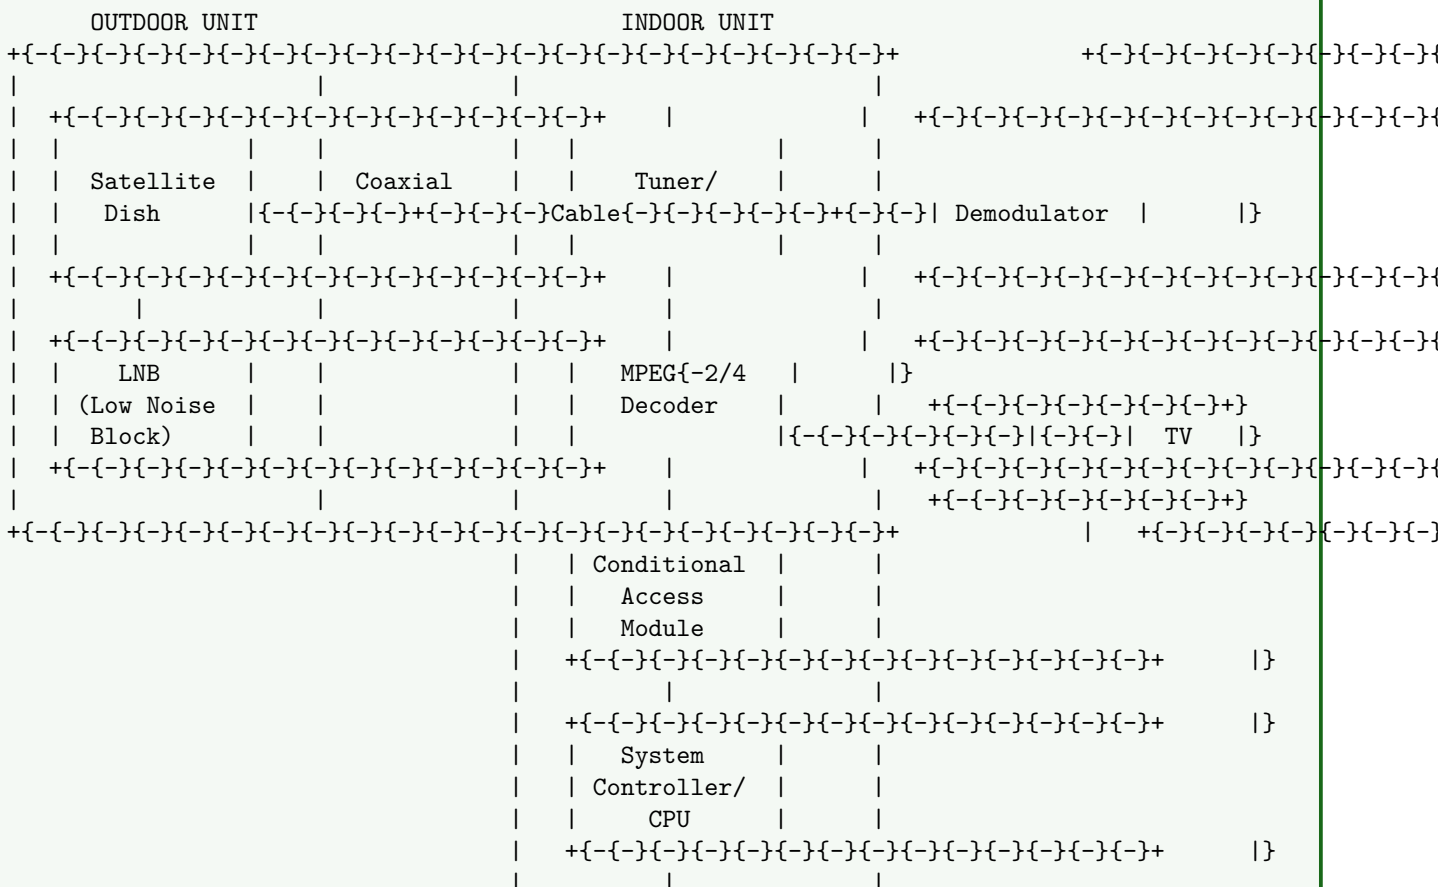 OUTDOOR UNIT                          INDOOR UNIT
+{-{-}{-}{-}{-}{-}{-}{-}{-}{-}{-}{-}{-}{-}{-}{-}{-}{-}{-}{-}{-}+             +{-}{-}{-}{-}{-}{-}{-}{-}{
|                     |             |                         |
|  +{-{-}{-}{-}{-}{-}{-}{-}{-}{-}{-}{-}{-}+    |             |   +{-}{-}{-}{-}{-}{-}{-}{-}{-}{-}{-}{-}{
|  |             |    |             |   |              |      |
|  |  Satellite  |    |  Coaxial    |   |    Tuner/    |      |
|  |   Dish      |{-{-}{-}{-}+{-}{-}{-}{-}Cable{-}{-}{-}{-}{-}{-}+{-}{-}| Demodulator  |      |}
|  |             |    |             |   |              |      |
|  +{-{-}{-}{-}{-}{-}{-}{-}{-}{-}{-}{-}{-}+    |             |   +{-}{-}{-}{-}{-}{-}{-}{-}{-}{-}{-}{-}{
|        |            |             |          |              |
|  +{-{-}{-}{-}{-}{-}{-}{-}{-}{-}{-}{-}{-}+    |             |   +{-}{-}{-}{-}{-}{-}{-}{-}{-}{-}{-}{-}{
|  |    LNB      |    |             |   |   MPEG{-2/4   |      |}
|  | (Low Noise  |    |             |   |   Decoder    |      |   +{-{-}{-}{-}{-}{-}{-}+}
|  |  Block)     |    |             |   |              |{-{-}{-}{-}{-}{-}|{-}{-}|  TV   |}
|  +{-{-}{-}{-}{-}{-}{-}{-}{-}{-}{-}{-}{-}+    |             |   +{-}{-}{-}{-}{-}{-}{-}{-}{-}{-}{-}{-}{
|                     |             |          |              |   +{-{-}{-}{-}{-}{-}{-}+}
+{-{-}{-}{-}{-}{-}{-}{-}{-}{-}{-}{-}{-}{-}{-}{-}{-}{-}{-}{-}{-}+             |   +{-}{-}{-}{-}{-}{-}{-}
|   | Conditional  |      |
|   |   Access     |      |
|   |   Module     |      |
|   +{-{-}{-}{-}{-}{-}{-}{-}{-}{-}{-}{-}{-}{-}+      |}
|          |              |
|   +{-{-}{-}{-}{-}{-}{-}{-}{-}{-}{-}{-}{-}{-}+      |}
|   |   System     |      |
|   | Controller/  |      |
|   |     CPU      |      |
|   +{-{-}{-}{-}{-}{-}{-}{-}{-}{-}{-}{-}{-}{-}+      |}
|          |              |